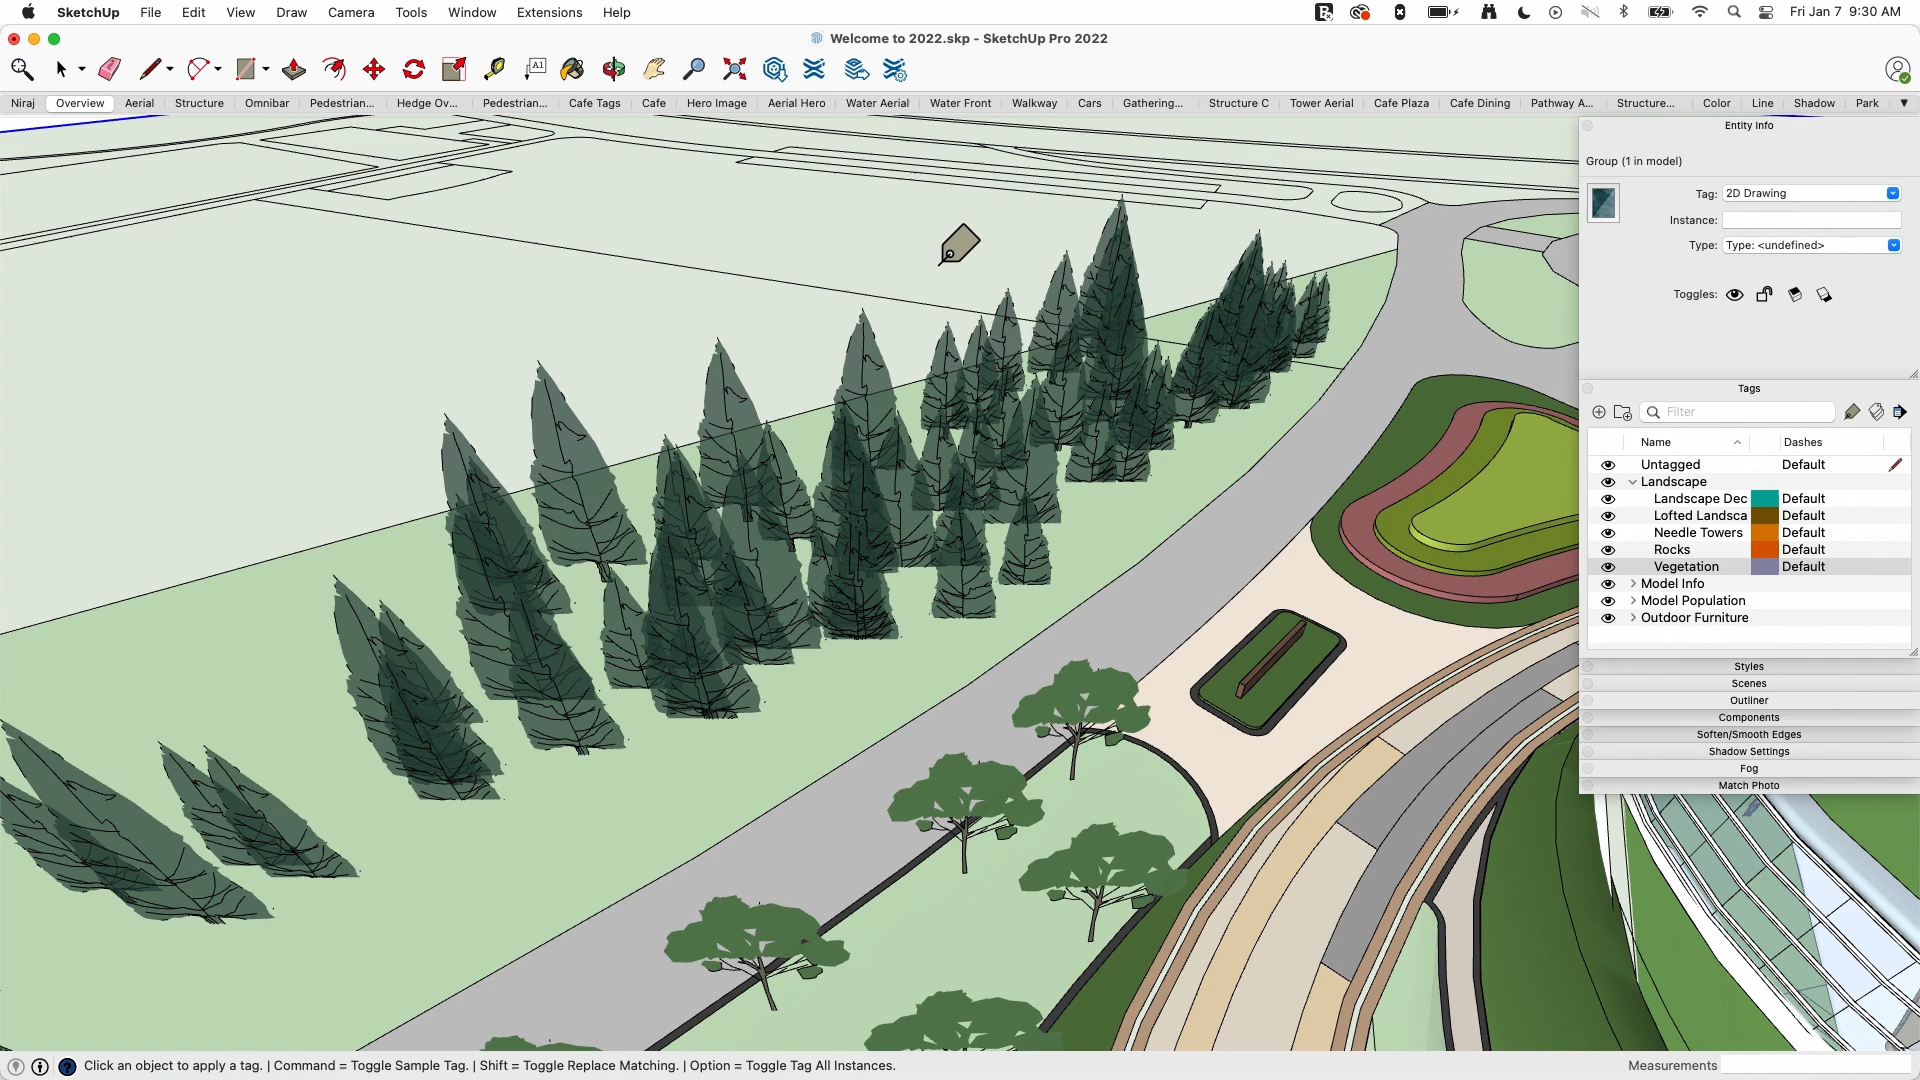 SketchUp File Edit View Draw Camera Tools Window Extensions Help Fri Jan 7 9:30 AM
Welcome to 2022.skp - SketchUp Pro 2022
A1
Niraj Overview Aerial Structure Omnibar Pedestrian... Hedge Ov... Pedestrian... Cafe Tags Cafe Hero Image Aerial Hero Water Aerial Water Front Walkway Cars Gathering... Structure C Tower Aerial Cafe Plaza Cafe Dining Pathway A... Structure... Color Line Shadow Park
Entity Info
Group (1 in model)
Tag: 2D Drawing
Instance:
Type: Type: <undefined>
Toggles:
Tags
Filter
Name Dashes
Untagged Default
Landscape
Landscape Dec Default
Lofted Landsca Default
Needle Towers Default
Rocks Default
Vegetation Default
Model Info
Model Population
Outdoor Furniture
Styles
Scenes
Outliner
Components
Soften/Smooth Edges
Shadow Settings
Fog
Match Photo
Click an object to apply a tag. | Command = Toggle Sample Tag. | Shift = Toggle Replace Matching. | Option = Toggle Tag All Instances. Measurements